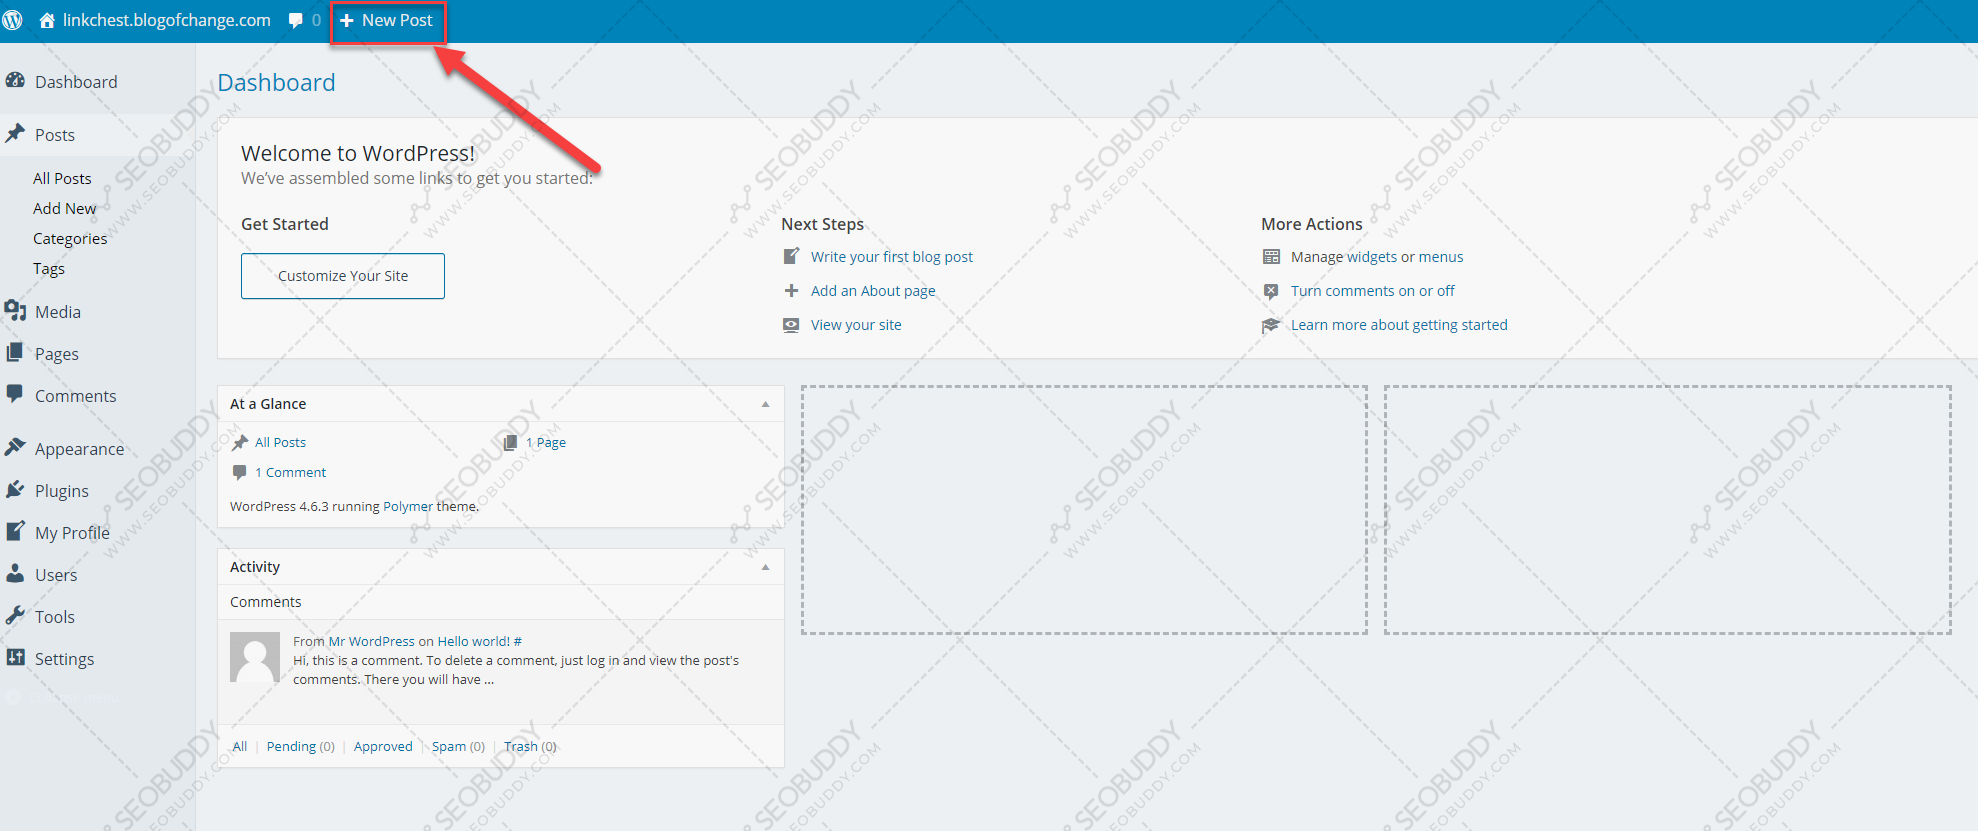 linkchest.blogofchange.com 0 + New Post
Dashboard
Posts
All Posts
Add New
Categories
Tags
Media
Pages
Comments
Appearance
Plugins
My Profile
Users
Tools
Settings
Dashboard
Welcome to WordPress!
We've assembled some links to get you started:
Get Started
Customize Your Site
Next Steps
Write your first blog post
Add an About page
View your site
More Actions
Manage widgets or menus
Turn comments on or off
Learn more about getting started
At a Glance
All Posts
1 Page
1 Comment
WordPress 4.6.3 running Polymer theme.
Activity
Comments
From Mr WordPress on Hello world! #
Hi, this is a comment. To delete a comment, just log in and view the post's
comments. There you will have ...
All | Pending (0) | Approved | Spam (0) | Trash (0)
SEOBUDDY
WWW.SEOBUDDY.COM